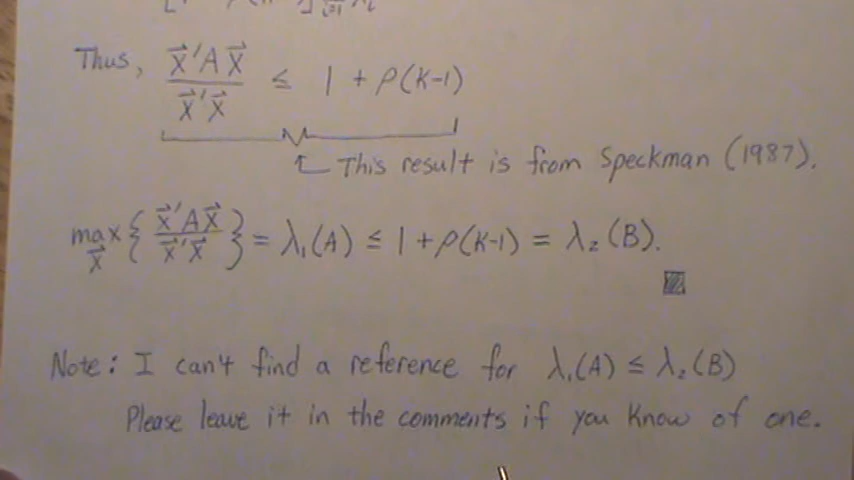 Thus, x⃗'Ax⃗ / x⃗'x⃗ ≤ 1 + ρ(K-1)
This result is from Speckman (1987).
max x⃗ { x⃗'Ax⃗ / x⃗'x⃗ } = λ₁(A) ≤ 1 + ρ(K-1) = λ₂(B).
Note: I can't find a reference for λ₁(A) ≤ λ₂(B)
Please leave it in the comments if you know of one.